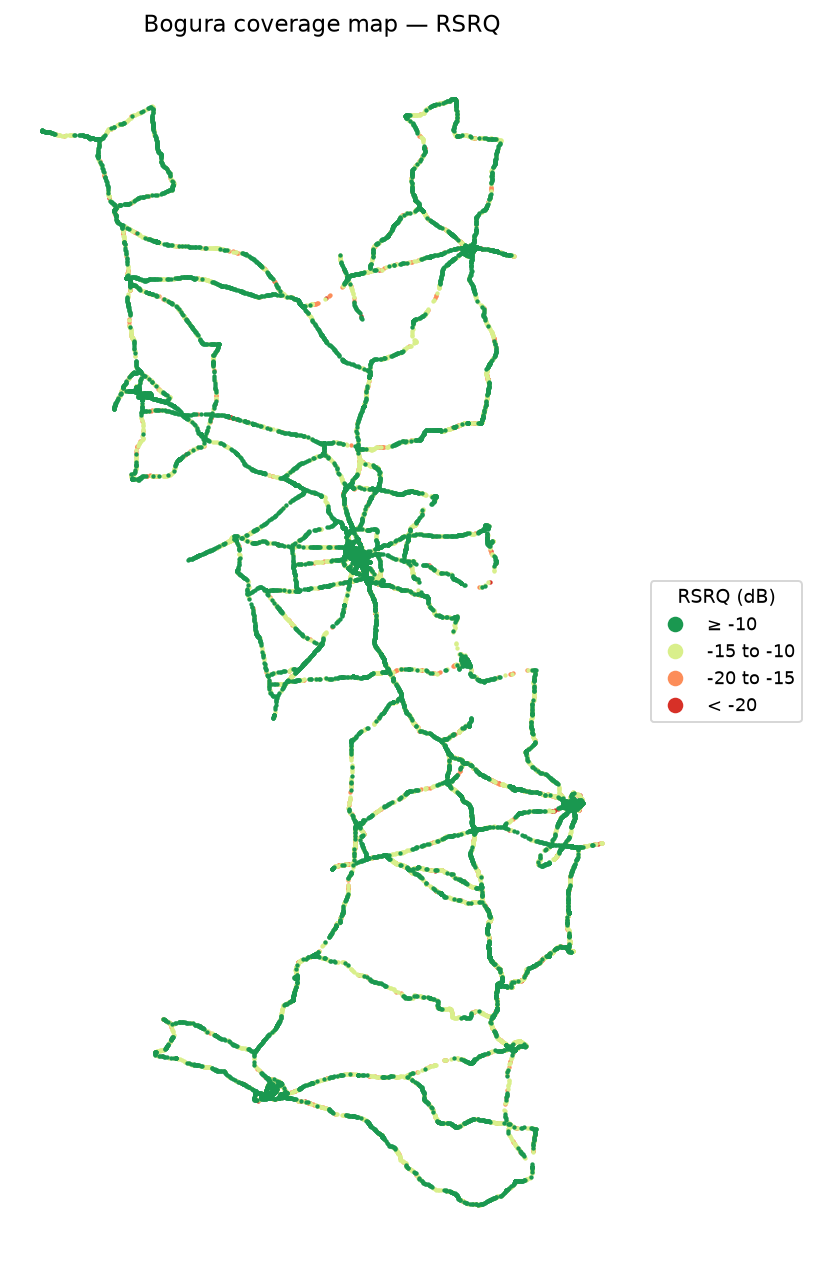 Bogura coverage map — RSRQ
RSRQ (dB)
≥ -10
-15 to -10
-20 to -15
< -20